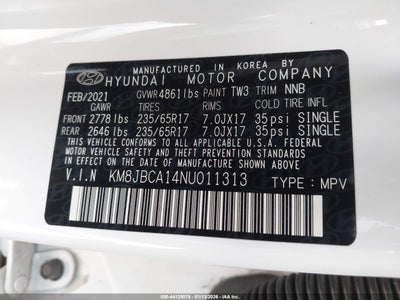 MANUFACTURED IN KOREA BY
HYUNDAI MOTOR COMPANY
FEB/2021 GVWR 4861lbs PAINT TW3 TRIM NNB
GAWR TIRES RIMS COLD TIRE INFL
FRONT 2778 lbs 235/65R17 7.0JX17 35psi SINGLE
REAR 2646 lbs 235/65R17 7.0JX17 35psi SINGLE
THIS VEHICLE CONFORMS TO ALL APPLICABLE FEDERAL MOTOR VEHICLE
SAFETY STANDARDS IN EFFECT ON THE DATE OF MANUFACTURE SHOWN ABOVE.
V.I.N KM8JBCA14NU011313 TYPE : MPV